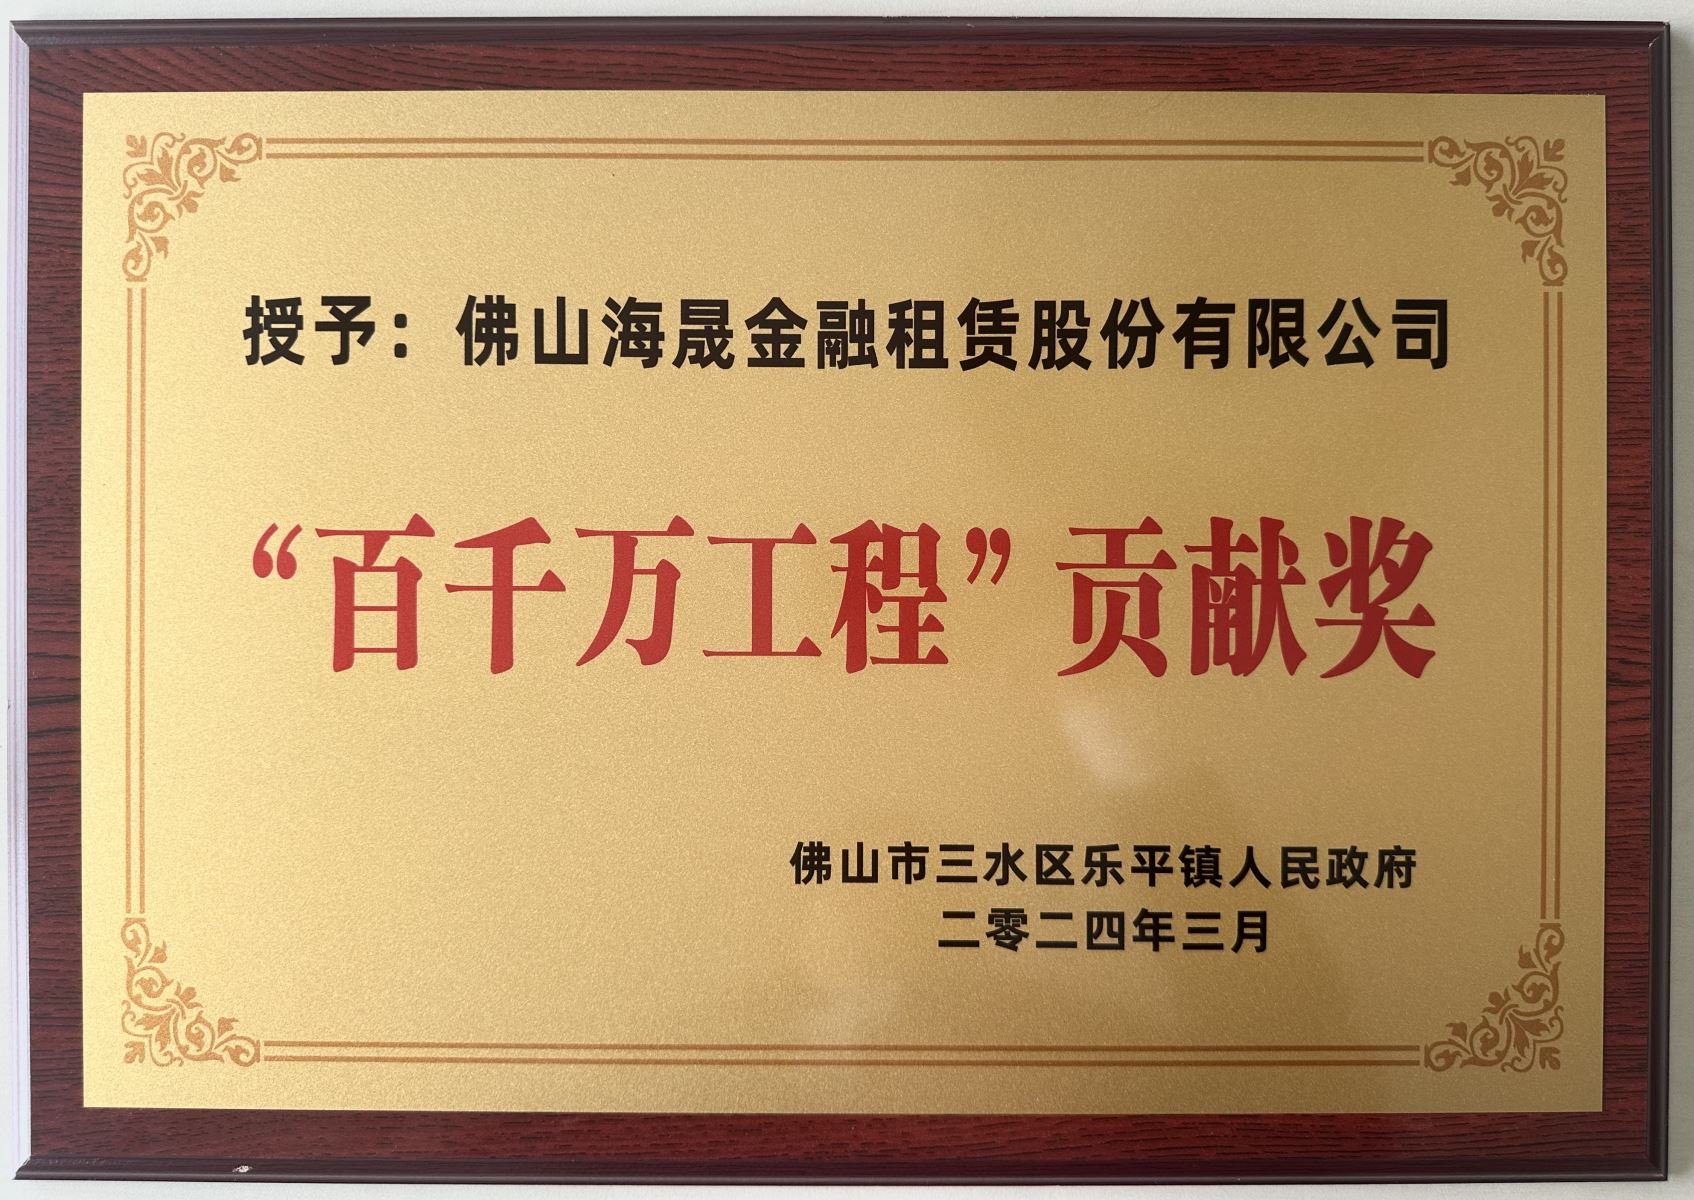 授予：佛山海晟金融租赁股份有限公司
“百千万工程”贡献奖
佛山市三水区乐平镇人民政府
二零二四年三月